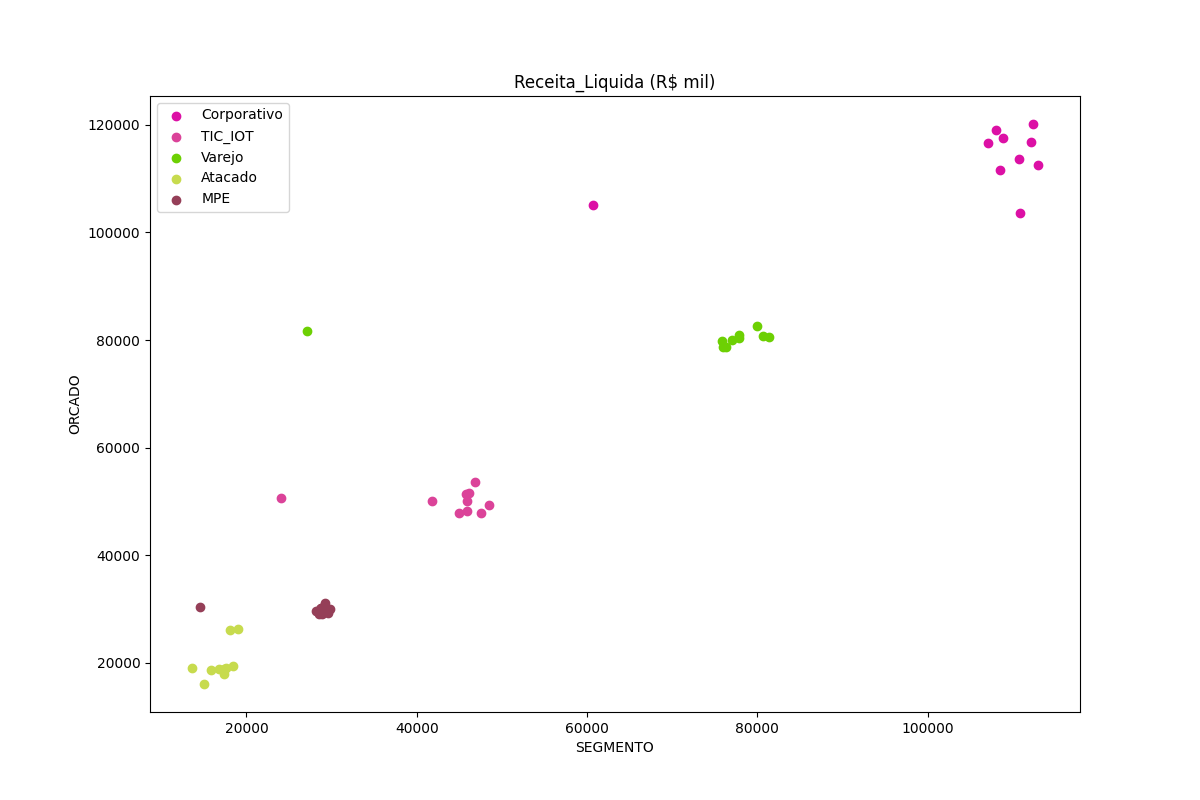 Receita_Liquida (R$ mil)
Corporativo
TIC_IOT
Varejo
Atacado
MPE
120000
100000
80000
60000
40000
20000
ORCADO
20000 40000 60000 80000 100000
SEGMENTO